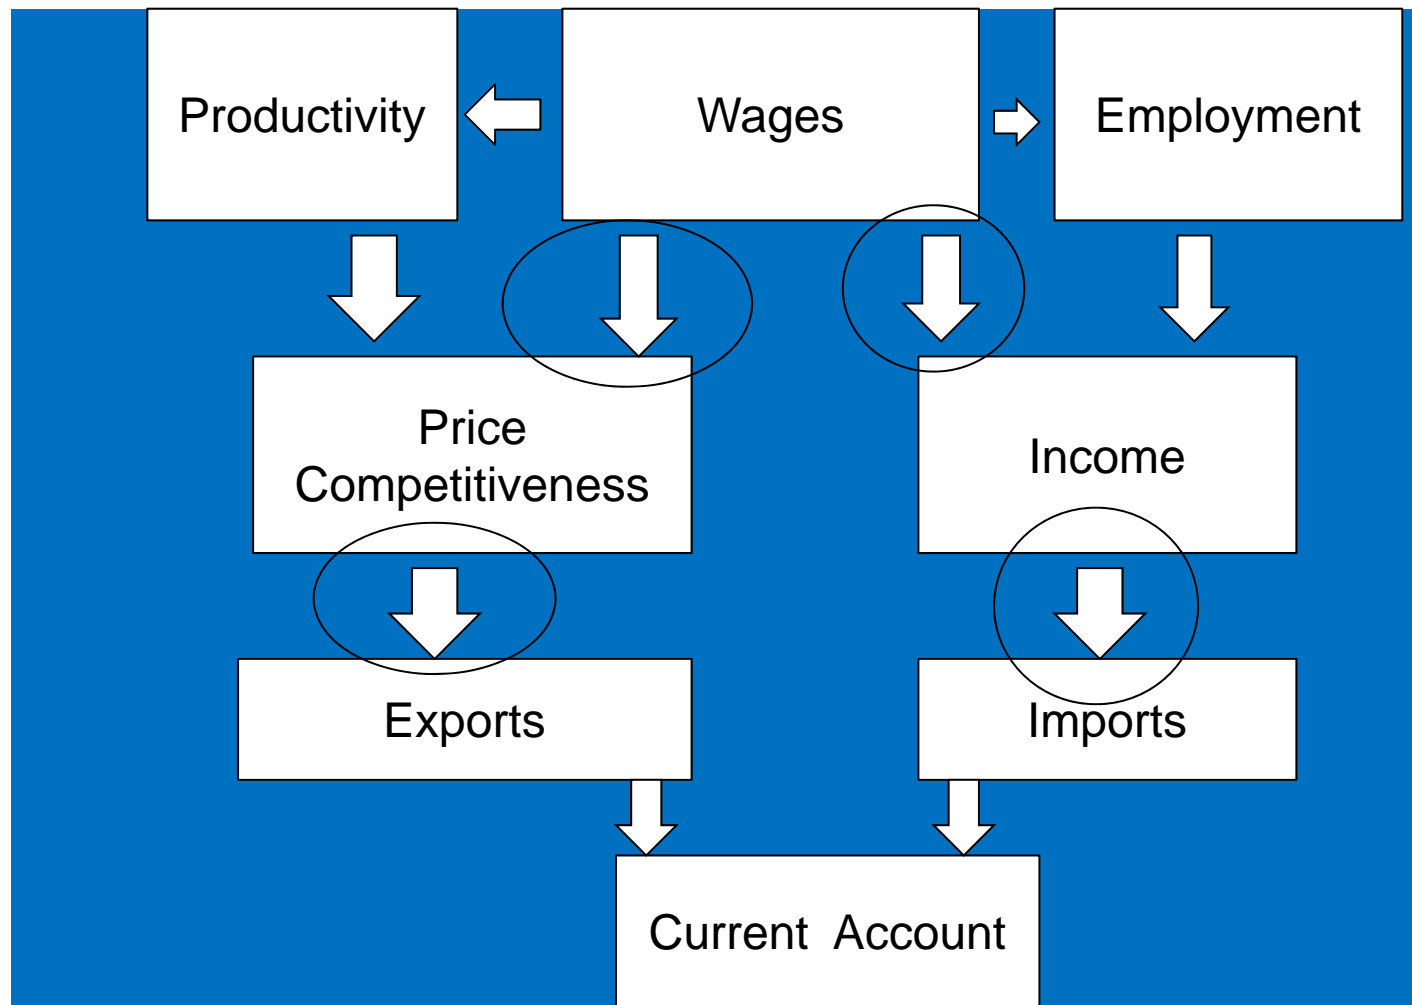 Productivity
Wages
Employment
Price
Competitiveness
Income
Exports
Imports
Current Account